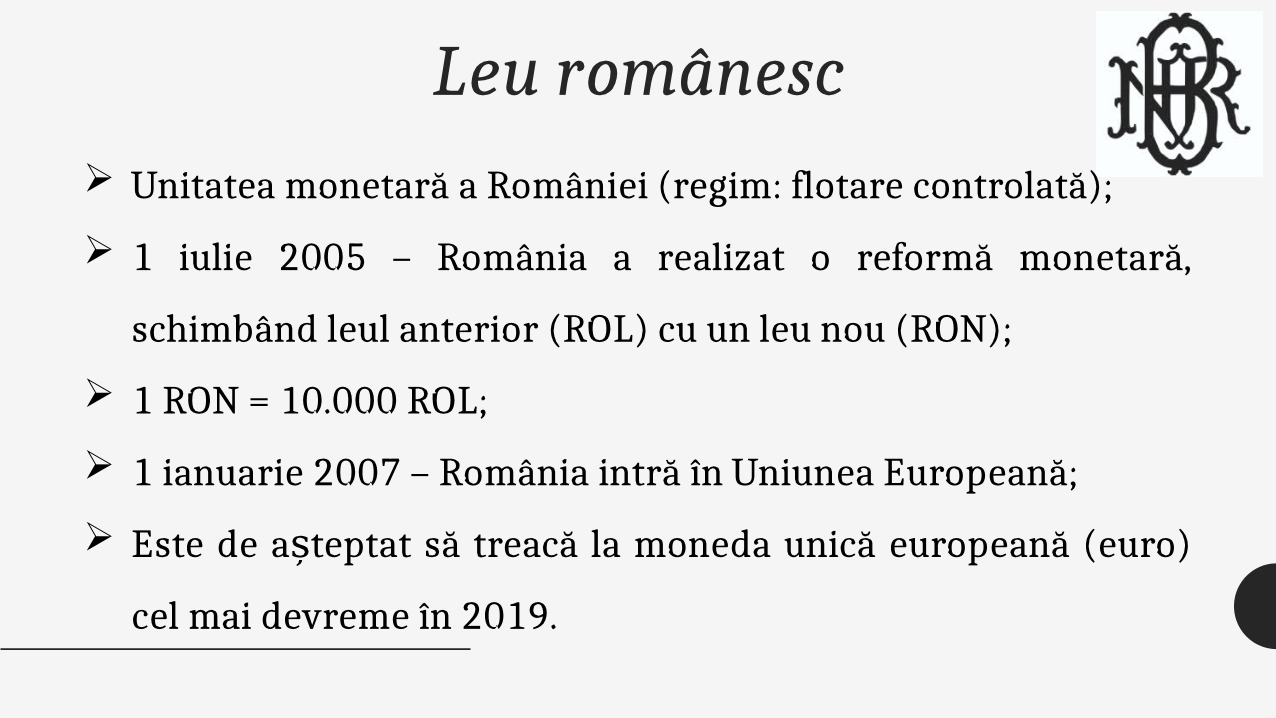 Leu românesc
BNR
➢ Unitatea monetară a României (regim: flotare controlată);
➢ 1 iulie 2005 – România a realizat o reformă monetară,
schimbând leul anterior (ROL) cu un leu nou (RON);
➢ 1 RON = 10.000 ROL;
➢ 1 ianuarie 2007 – România intră în Uniunea Europeană;
➢ Este de așteptat să treacă la moneda unică europeană (euro)
cel mai devreme în 2019.